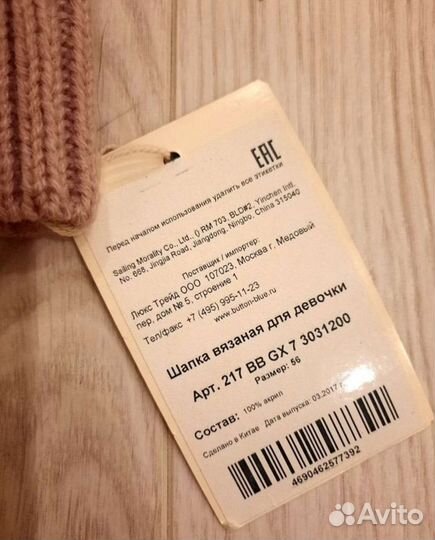 EAC
Перед началом использования удалить все этикетки
Sailing Morality Co., Ltd., 0 RM 703, BLD#2, Yinchen Intl,
No. 668, Jingjia Road, Jiangdong, Ningbo, China 315040
Поставщик / импортер:
Люкс Трейд ООО 107023, Москва г, Медовый
пер, дом № 5, строение 1
Тел/факс +7 (495) 995-11-23
www.button-blue.ru
Шапка вязаная для девочки
Арт. 217 BB GX 7 3031200
Размер: 56
Состав: 100% акрил
Сделано в Китае Дата выпуска: 03.2017 г.
4690462577392
Avito